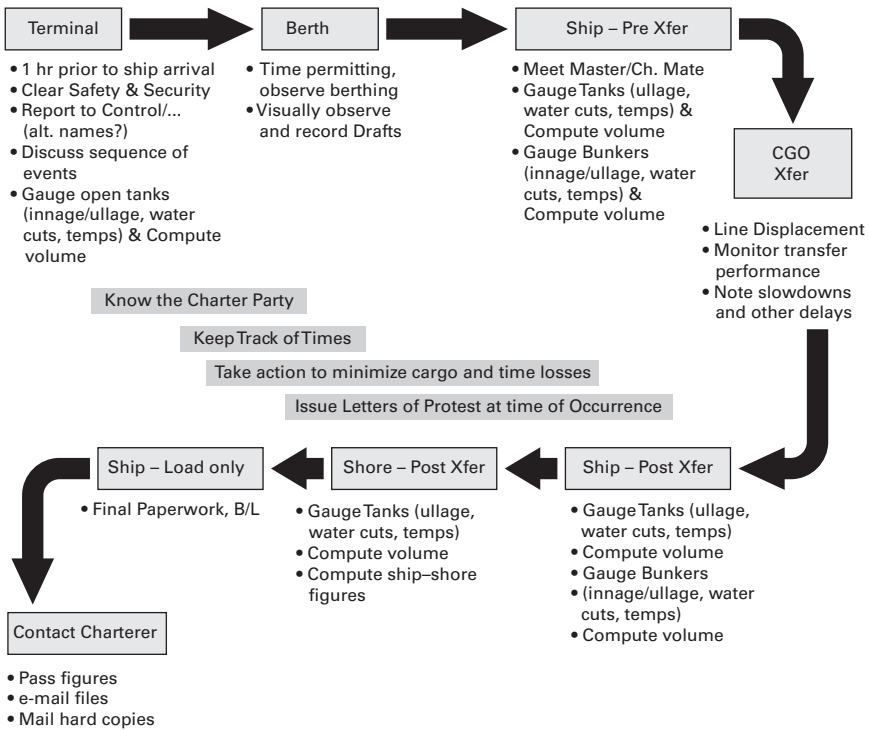 Terminal
• 1 hr prior to ship arrival
• Clear Safety & Security
• Report to Control/...
(alt. names?)
• Discuss sequence of
events
• Gauge open tanks
(innage/ullage, water
cuts, temps) & Compute
volume
Berth
• Time permitting,
observe berthing
• Visually observe
and record Drafts
Ship – Pre Xfer
• Meet Master/Ch. Mate
• Gauge Tanks (ullage,
water cuts, temps) &
Compute volume
• Gauge Bunkers
(innage/ullage, water
cuts, temps) &
Compute volume
CGO
Xfer
• Line Displacement
• Monitor transfer
performance
• Note slowdowns
and other delays
Know the Charter Party
Keep Track of Times
Take action to minimize cargo and time losses
Issue Letters of Protest at time of Occurrence
Ship – Post Xfer
• Gauge Tanks (ullage,
water cuts, temps)
• Compute volume
• Gauge Bunkers
• (innage/ullage, water
cuts, temps)
• Compute volume
Shore – Post Xfer
• Gauge Tanks (ullage,
water cuts, temps)
• Compute volume
• Compute ship–shore
figures
Ship – Load only
• Final Paperwork, B/L
Contact Charterer
• Pass figures
• e-mail files
• Mail hard copies